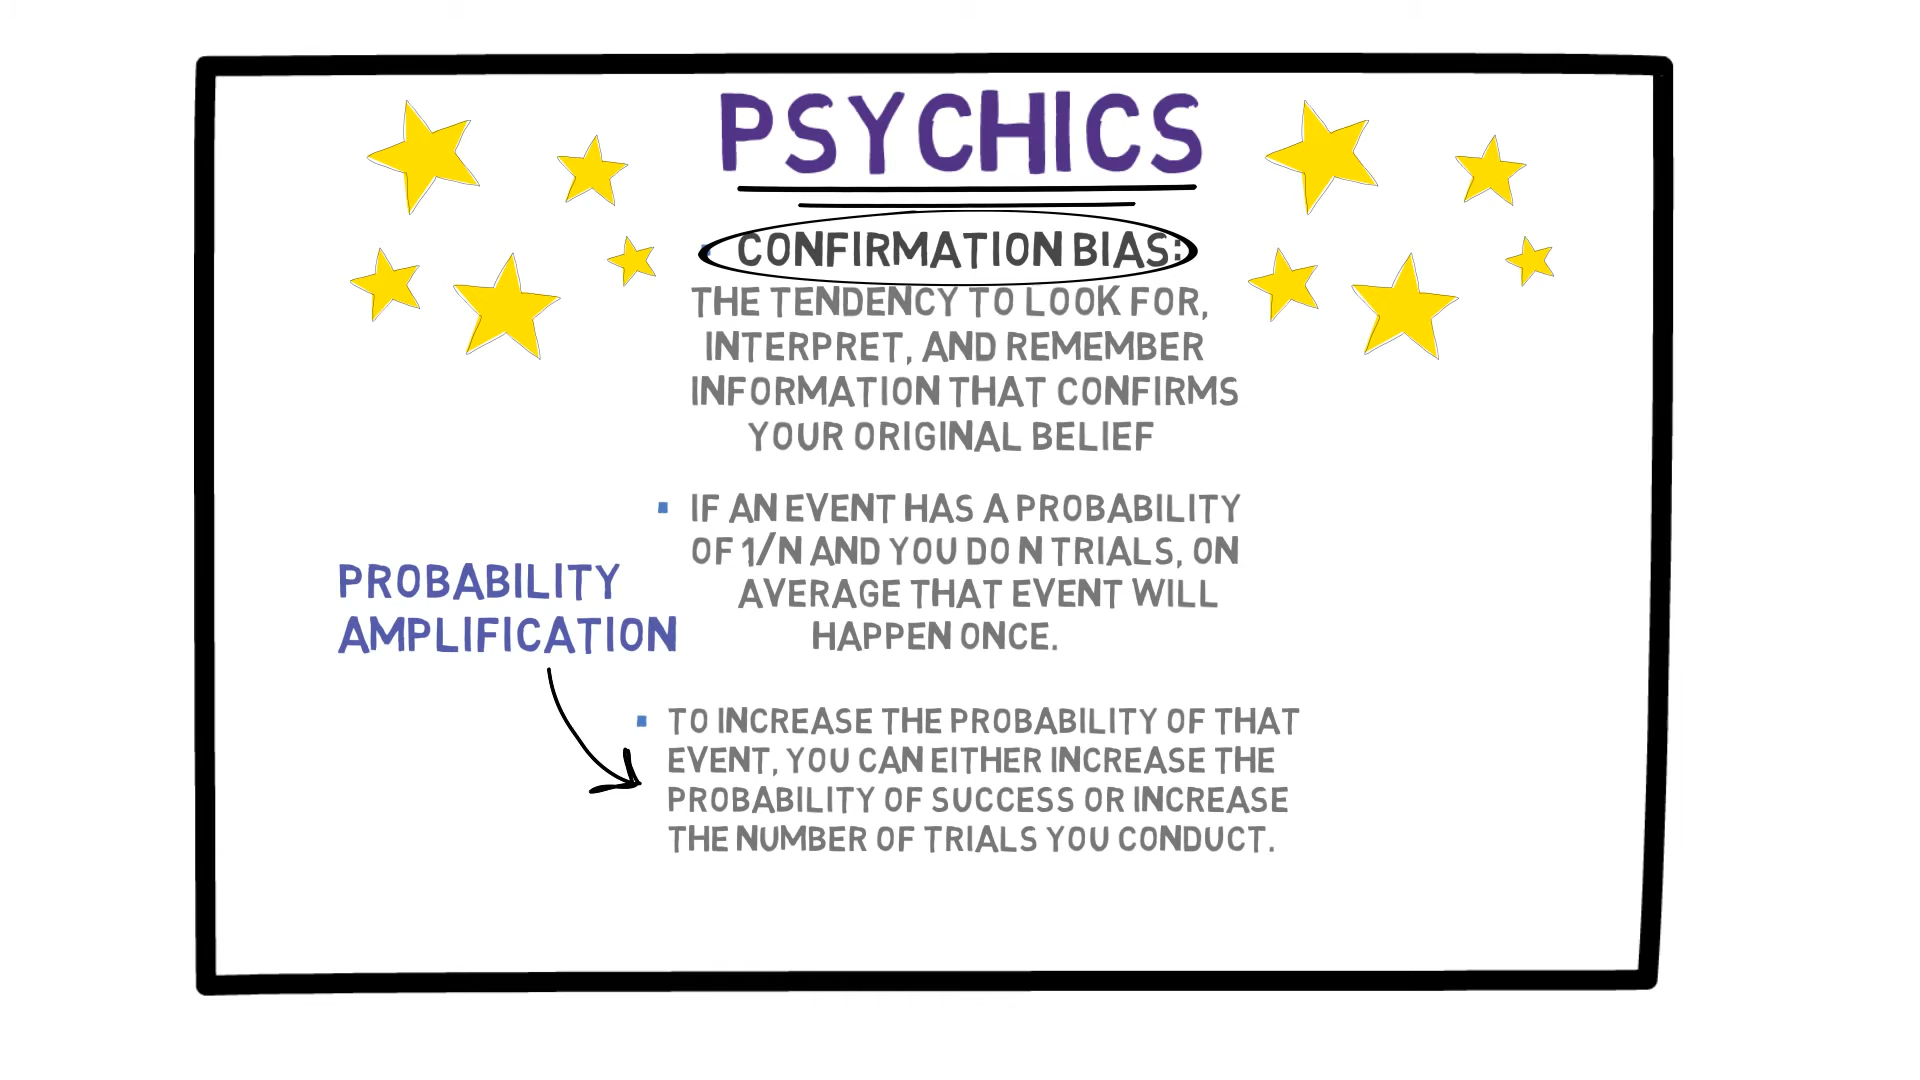 PSYCHICS
CONFIRMATION BIAS:
THE TENDENCY TO LOOK FOR,
INTERPRET, AND REMEMBER
INFORMATION THAT CONFIRMS
YOUR ORIGINAL BELIEF
IF AN EVENT HAS A PROBABILITY
OF 1/N AND YOU DO N TRIALS, ON
AVERAGE THAT EVENT WILL
HAPPEN ONCE.
PROBABILITY
AMPLIFICATION
TO INCREASE THE PROBABILITY OF THAT
EVENT, YOU CAN EITHER INCREASE THE
PROBABILITY OF SUCCESS OR INCREASE
THE NUMBER OF TRIALS YOU CONDUCT.